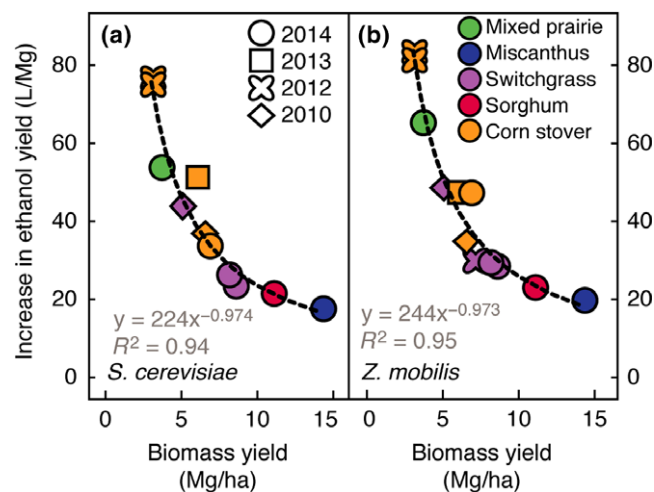 (a)
2014
2013
2012
2010
(b)
Mixed prairie
Miscanthus
Switchgrass
Sorghum
Corn stover
Increase in ethanol yield (L/Mg)
80
60
40
20
0
80
60
40
20
0
y = 224x−0.974
R2 = 0.94
S. cerevisiae
y = 244x−0.973
R2 = 0.95
Z. mobilis
0 5 10 15
0 5 10 15
Biomass yield
(Mg/ha)
Biomass yield
(Mg/ha)